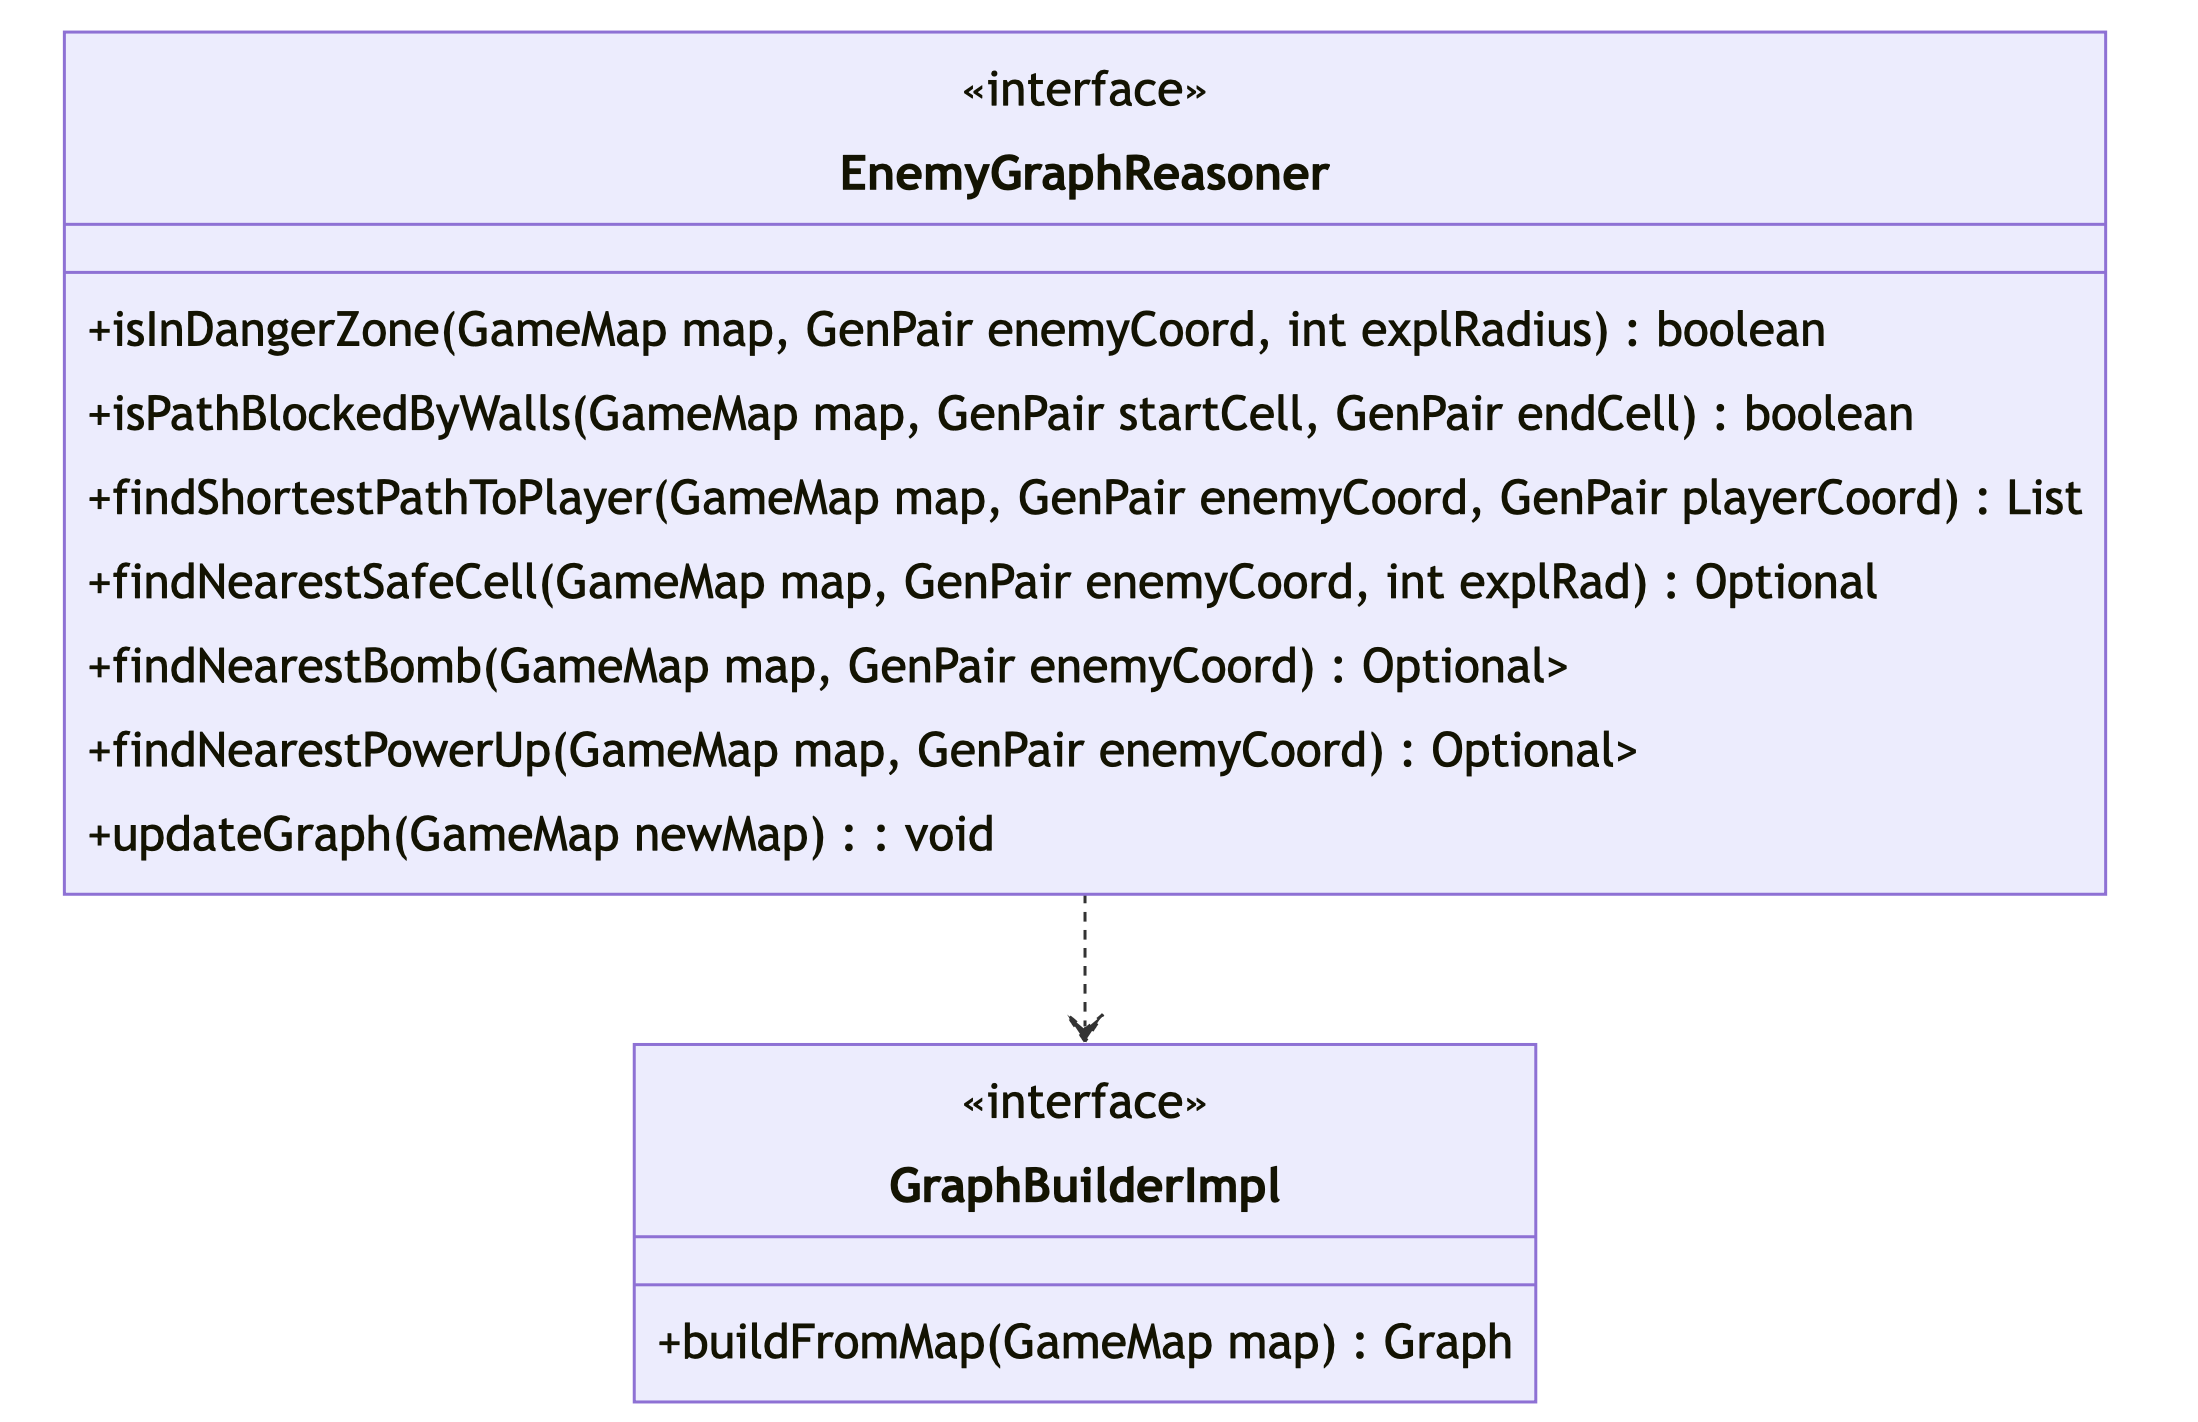 «interface»
EnemyGraphReasoner
+isInDangerZone(GameMap map, GenPair enemyCoord, int explRadius) : boolean
+isPathBlockedByWalls(GameMap map, GenPair startCell, GenPair endCell) : boolean
+findShortestPathToPlayer(GameMap map, GenPair enemyCoord, GenPair playerCoord) : List
+findNearestSafeCell(GameMap map, GenPair enemyCoord, int explRad) : Optional
+findNearestBomb(GameMap map, GenPair enemyCoord) : Optional>
+findNearestPowerUp(GameMap map, GenPair enemyCoord) : Optional>
+updateGraph(GameMap newMap) : : void
«interface»
GraphBuilderImpl
+buildFromMap(GameMap map) : Graph